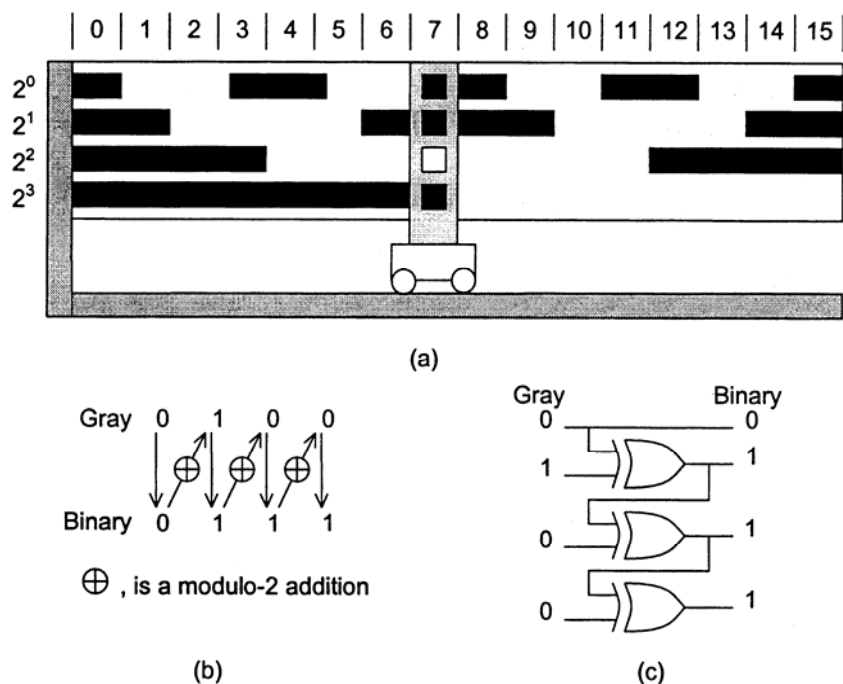 0 1 2 3 4 5 6 7 8 9 10 11 12 13 14 15
2⁰
2¹
2²
2³
(a)
Gray 0 1 0 0
Binary 0 1 1 1
⊕ , is a modulo-2 addition
(b)
Gray Binary
0 0
1 1
0 1
0 1
(c)